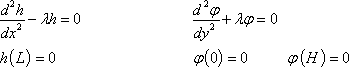 d²h/dx² − λh = 0    d²φ/dy² + λφ = 0
h(L) = 0    φ(0) = 0    φ(H) = 0